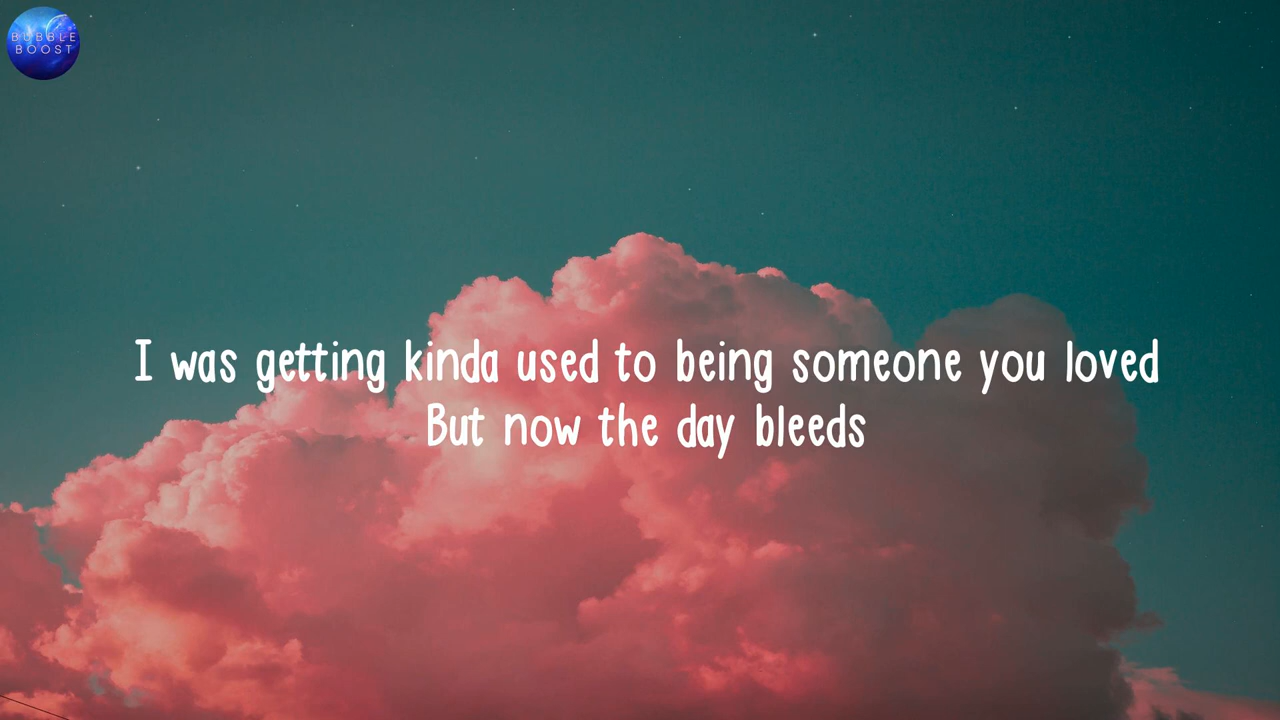 BUBBLE
BOOST
I was getting kinda used to being someone you loved
But now the day bleeds